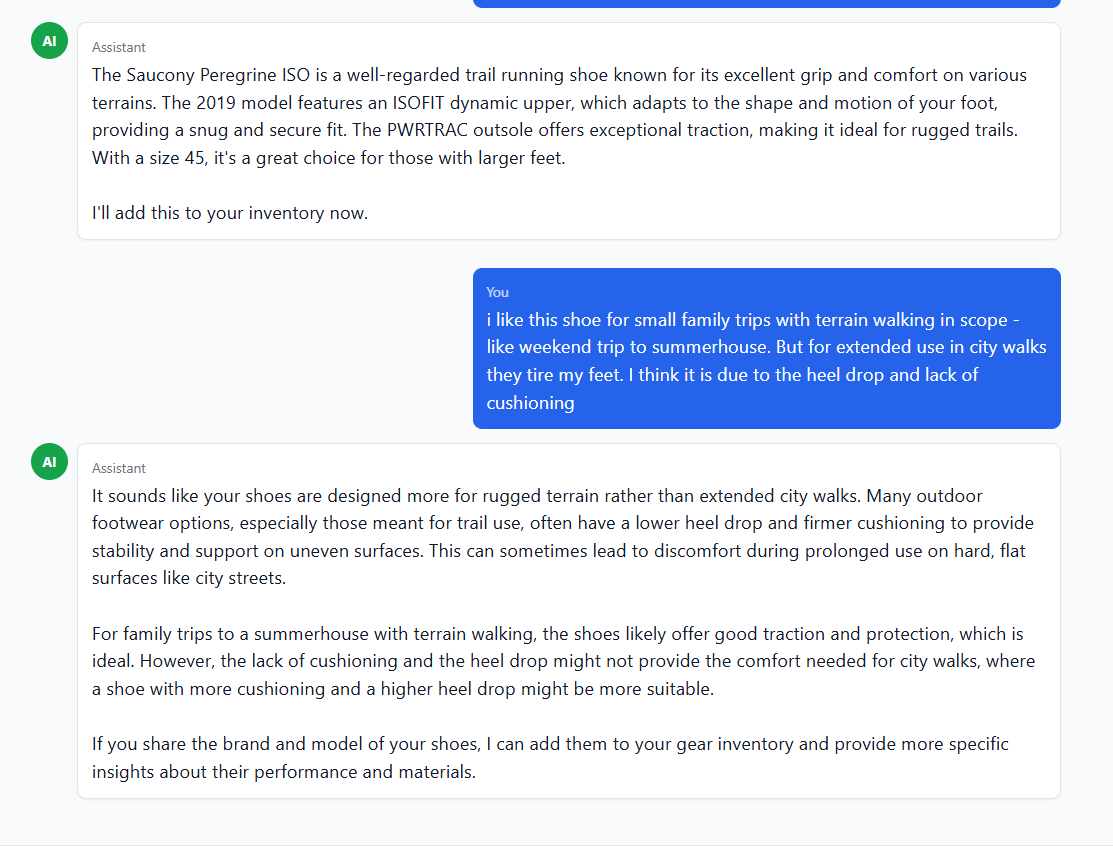 AI
Assistant
The Saucony Peregrine ISO is a well-regarded trail running shoe known for its excellent grip and comfort on various
terrains. The 2019 model features an ISOFIT dynamic upper, which adapts to the shape and motion of your foot,
providing a snug and secure fit. The PWRTRAC outsole offers exceptional traction, making it ideal for rugged trails.
With a size 45, it's a great choice for those with larger feet.
I'll add this to your inventory now.
You
i like this shoe for small family trips with terrain walking in scope -
like weekend trip to summerhouse. But for extended use in city walks
they tire my feet. I think it is due to the heel drop and lack of
cushioning
AI
Assistant
It sounds like your shoes are designed more for rugged terrain rather than extended city walks. Many outdoor
footwear options, especially those meant for trail use, often have a lower heel drop and firmer cushioning to provide
stability and support on uneven surfaces. This can sometimes lead to discomfort during prolonged use on hard, flat
surfaces like city streets.
For family trips to a summerhouse with terrain walking, the shoes likely offer good traction and protection, which is
ideal. However, the lack of cushioning and the heel drop might not provide the comfort needed for city walks, where
a shoe with more cushioning and a higher heel drop might be more suitable.
If you share the brand and model of your shoes, I can add them to your gear inventory and provide more specific
insights about their performance and materials.